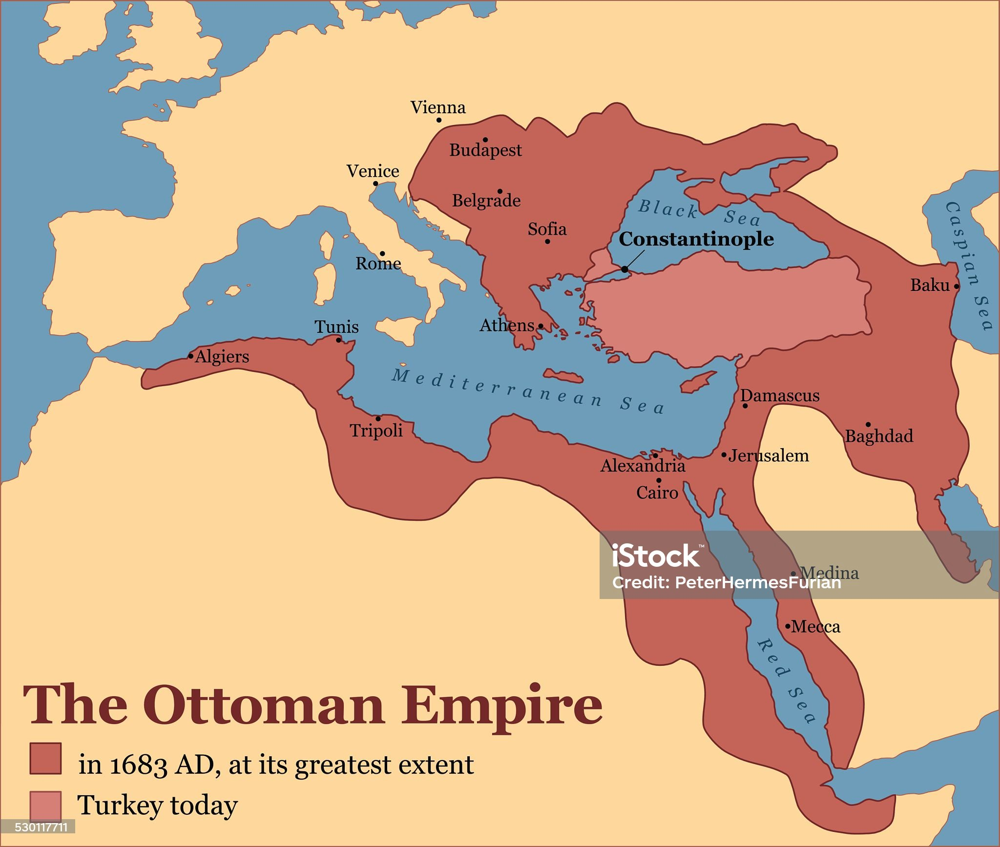 Vienna
Budapest
Venice
Belgrade
Black Sea
Caspian Sea
Sofia
Constantinople
Rome
Baku
Athens
Tunis
Algiers
Mediterranean Sea
Damascus
Tripoli
Baghdad
Jerusalem
Alexandria
Cairo
iStock™
Medina
Credit: PeterHermesFurian
Mecca
Red Sea
The Ottoman Empire
in 1683 AD, at its greatest extent
Turkey today
530117711